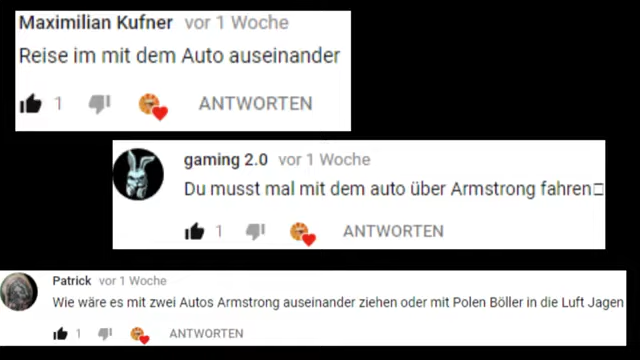 Maximilian Kufner vor 1 Woche
Reise im mit dem Auto auseinander
1 ANTWORTEN
gaming 2.0 vor 1 Woche
Du musst mal mit dem auto über Armstrong fahren
1 ANTWORTEN
Patrick vor 1 Woche
Wie wäre es mit zwei Autos Armstrong auseinander ziehen oder mit Polen Böller in die Luft Jagen
1 ANTWORTEN